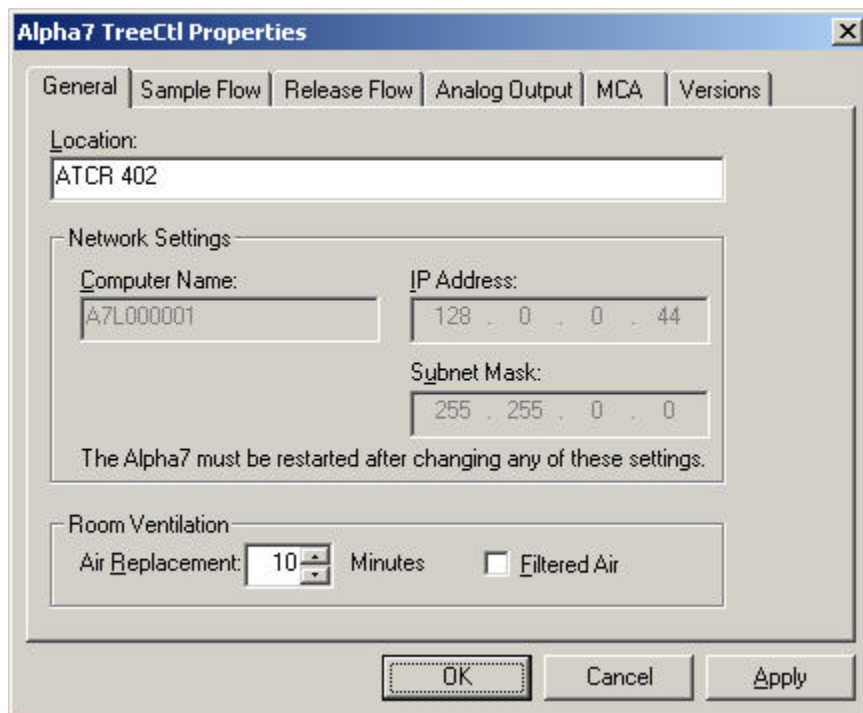 Alpha7 TreeCtl Properties
General Sample Flow Release Flow Analog Output MCA Versions
Location:
ATCR 402
Network Settings
Computer Name: IP Address:
A7L000001 128 . 0 . 0 . 44
Subnet Mask:
255 . 255 . 0 . 0
The Alpha7 must be restarted after changing any of these settings.
Room Ventilation
Air Replacement: 10 Minutes Filtered Air
OK Cancel Apply